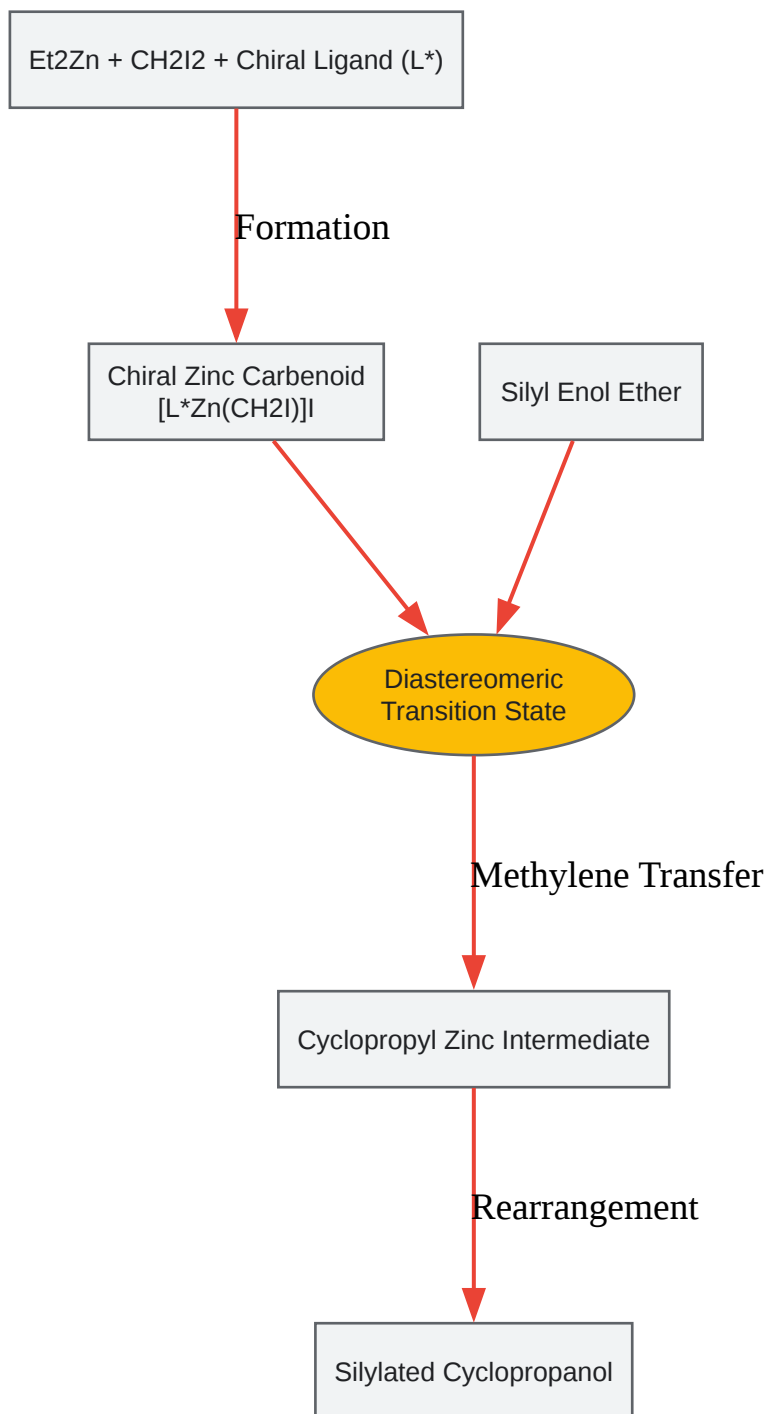 Et2Zn + CH2I2 + Chiral Ligand (L*)
Formation
Chiral Zinc Carbenoid
[L*Zn(CH2I)]I
Silyl Enol Ether
Diastereomeric
Transition State
Methylene Transfer
Cyclopropyl Zinc Intermediate
Rearrangement
Silylated Cyclopropanol